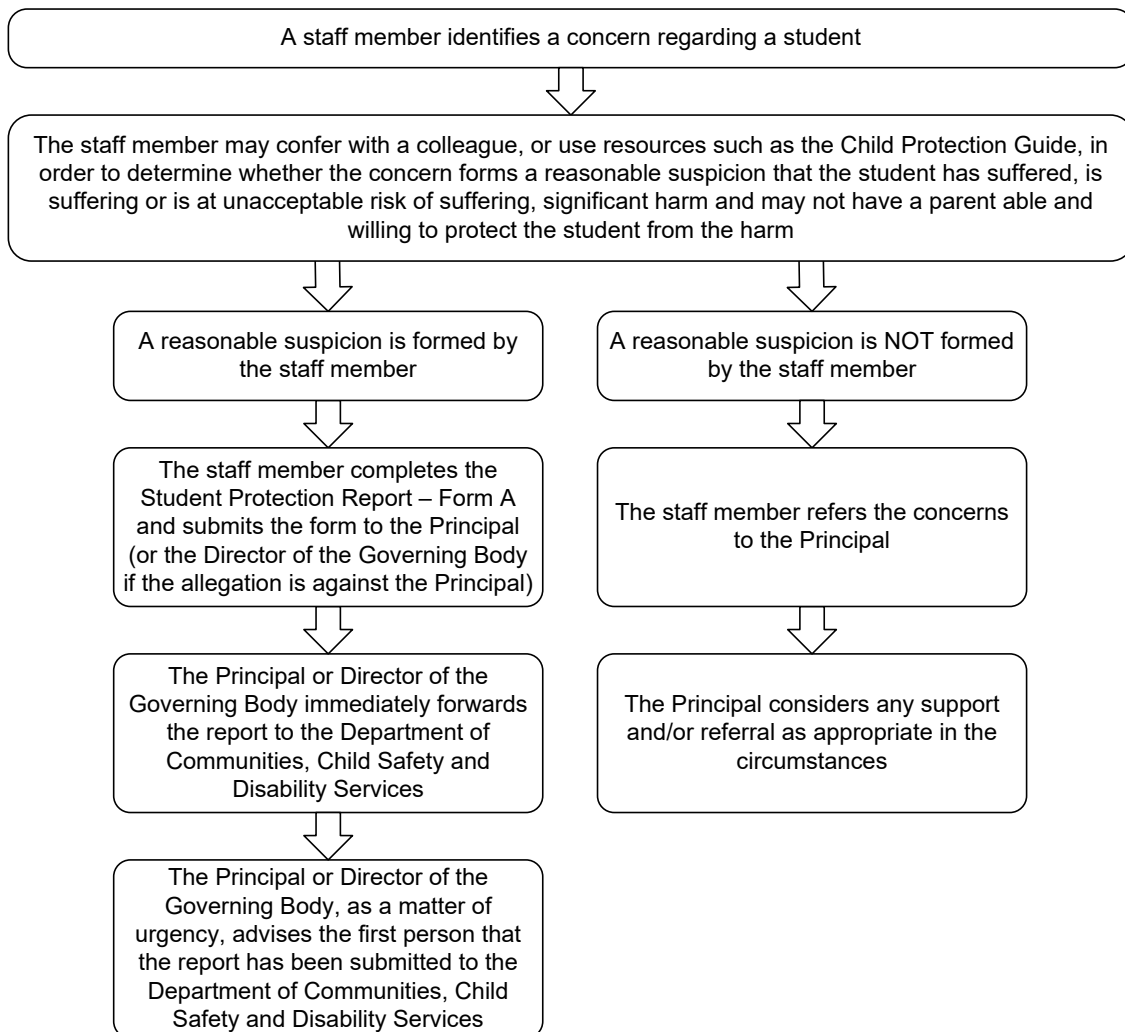 A staff member identifies a concern regarding a student
The staff member may confer with a colleague, or use resources such as the Child Protection Guide, in
order to determine whether the concern forms a reasonable suspicion that the student has suffered, is
suffering or is at unacceptable risk of suffering, significant harm and may not have a parent able and
willing to protect the student from the harm
A reasonable suspicion is formed by
the staff member
The staff member completes the
Student Protection Report – Form A
and submits the form to the Principal
(or the Director of the Governing Body
if the allegation is against the Principal)
The Principal or Director of the
Governing Body immediately forwards
the report to the Department of
Communities, Child Safety and
Disability Services
The Principal or Director of the
Governing Body, as a matter of
urgency, advises the first person that
the report has been submitted to the
Department of Communities, Child
Safety and Disability Services
A reasonable suspicion is NOT formed
by the staff member
The staff member refers the concerns
to the Principal
The Principal considers any support
and/or referral as appropriate in the
circumstances